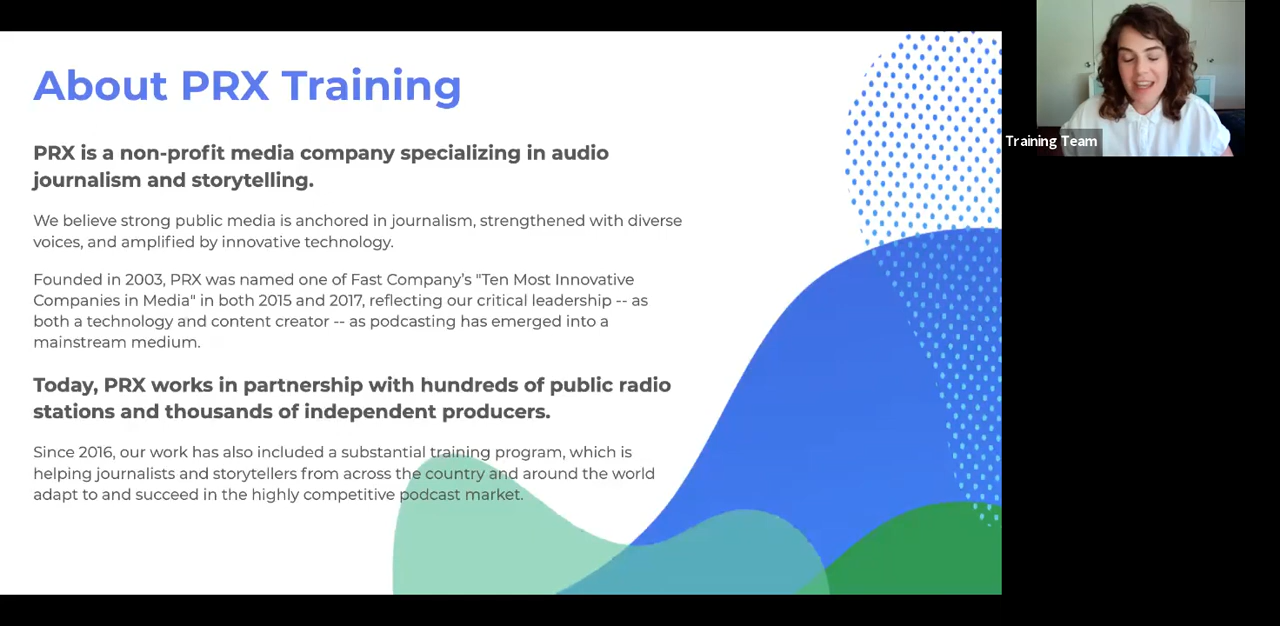 About PRX Training
PRX is a non-profit media company specializing in audio
journalism and storytelling.
We believe strong public media is anchored in journalism, strengthened with diverse
voices, and amplified by innovative technology.
Founded in 2003, PRX was named one of Fast Company's "Ten Most Innovative
Companies in Media" in both 2015 and 2017, reflecting our critical leadership -- as
both a technology and content creator -- as podcasting has emerged into a
mainstream medium.
Today, PRX works in partnership with hundreds of public radio
stations and thousands of independent producers.
Since 2016, our work has also included a substantial training program, which is
helping journalists and storytellers from across the country and around the world
adapt to and succeed in the highly competitive podcast market.
Training Team